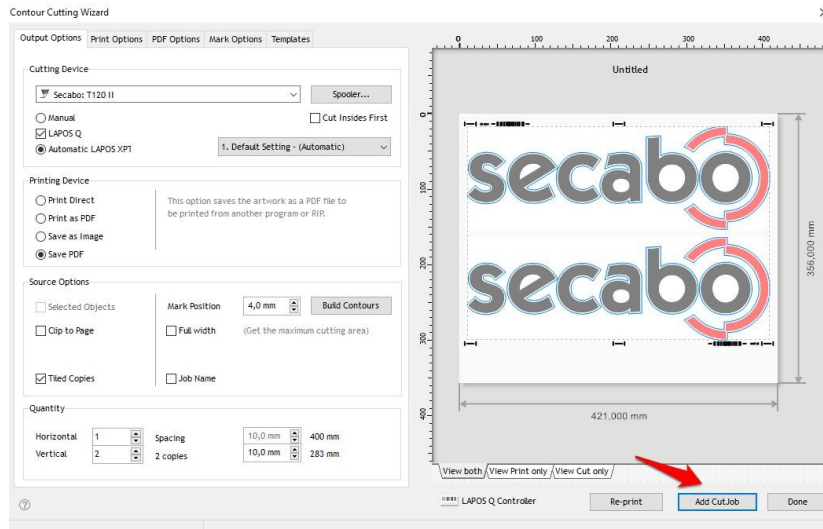 Contour Cutting Wizard
Output Options Print Options PDF Options Mark Options Templates
Cutting Device
Secabo: T120 II
Spooler...
Manual
Cut Insides First
LAPOS Q
Automatic LAPOS XPT
1. Default Setting - (Automatic)
Printing Device
Print Direct
Print as PDF
Save as Image
Save PDF
This option saves the artwork as a PDF file to
be printed from another program or RIP.
Source Options
Selected Objects
Mark Position 4,0 mm Build Contours
Clip to Page
Full width (Get the maximum cutting area)
Tiled Copies
Job Name
Quantity
Horizontal 1 Spacing 10,0 mm 400 mm
Vertical 2 2 copies 10,0 mm 283 mm
0 100 200 300 400
Untitled
0
100
200
300
400
secabo
secabo
356,000 mm
421,000 mm
View both View Print only View Cut only
LAPOS Q Controller
Re-print
Add CutJob
Done